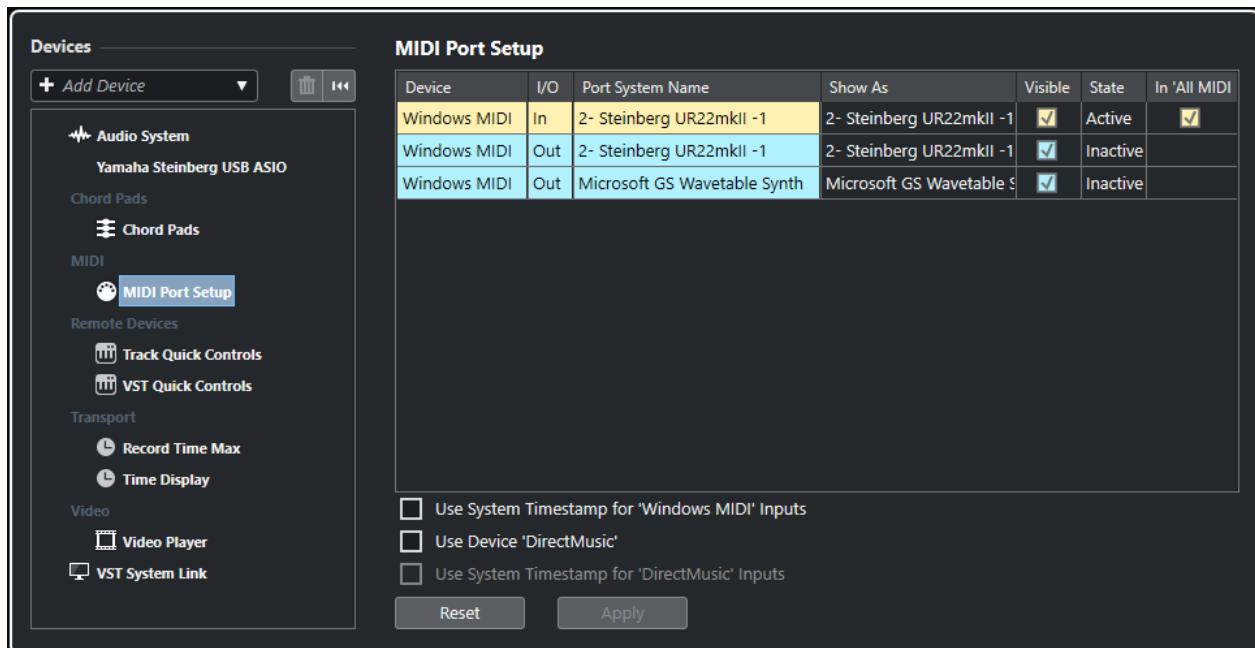 Devices
Add Device
Audio System
Yamaha Steinberg USB ASIO
Chord Pads
Chord Pads
MIDI
MIDI Port Setup
Remote Devices
Track Quick Controls
VST Quick Controls
Transport
Record Time Max
Time Display
Video
Video Player
VST System Link
MIDI Port Setup
Device I/O Port System Name Show As Visible State In 'All MIDI
Windows MIDI In 2- Steinberg UR22mkII -1 2- Steinberg UR22mkII -1 Active
Windows MIDI Out 2- Steinberg UR22mkII -1 2- Steinberg UR22mkII -1 Inactive
Windows MIDI Out Microsoft GS Wavetable Synth Microsoft GS Wavetable S Inactive
Use System Timestamp for 'Windows MIDI' Inputs
Use Device 'DirectMusic'
Use System Timestamp for 'DirectMusic' Inputs
Reset Apply